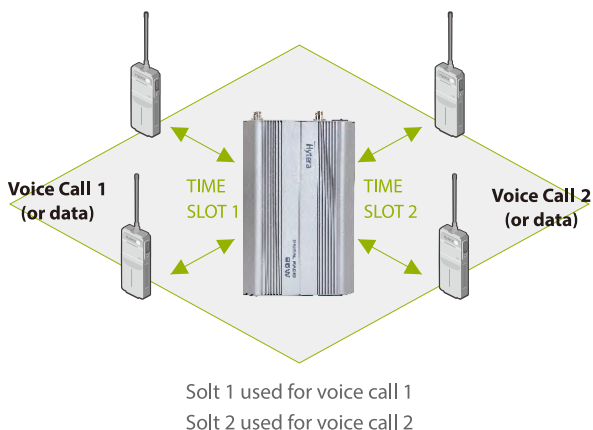 Voice Call 1
(or data)
TIME
SLOT 1
Hytera
TIME
SLOT 2
Voice Call 2
(or data)
Solt 1 used for voice call 1
Solt 2 used for voice call 2